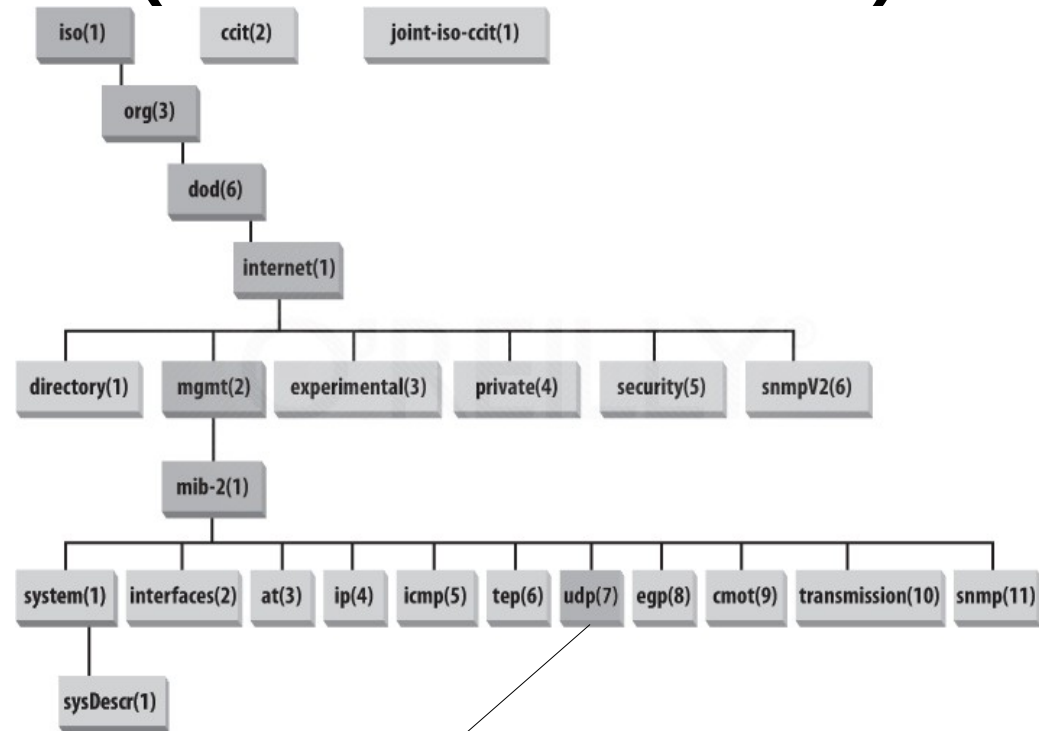 iso(1) ccit(2) joint-iso-ccit(1)
org(3)
dod(6)
internet(1)
directory(1) mgmt(2) experimental(3) private(4) security(5) snmpV2(6)
mib-2(1)
system(1) interfaces(2) at(3) ip(4) icmp(5) tep(6) udp(7) egp(8) cmot(9) transmission(10) snmp(11)
sysDescr(1)